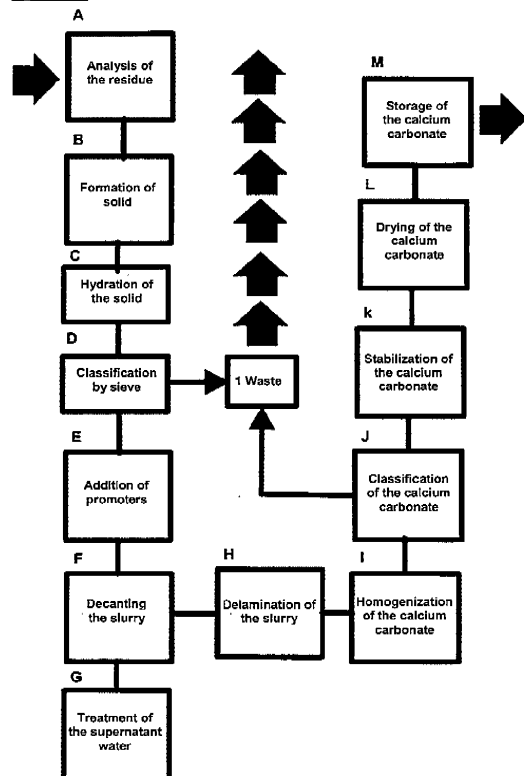 A
Analysis of
the residue
B
Formation of
solid
C
Hydration of
the solid
D
Classification
by sieve
1 Waste
E
Addition of
promoters
F
Decanting
the slurry
G
Treatment of
the supernatant
water
H
Delamination of
the slurry
I
Homogenization
of the calcium
carbonate
J
Classification
of the calcium
carbonate
k
Stabilization of
the calcium
carbonate
L
Drying of the
calcium
carbonate
M
Storage of
the calcium
carbonate